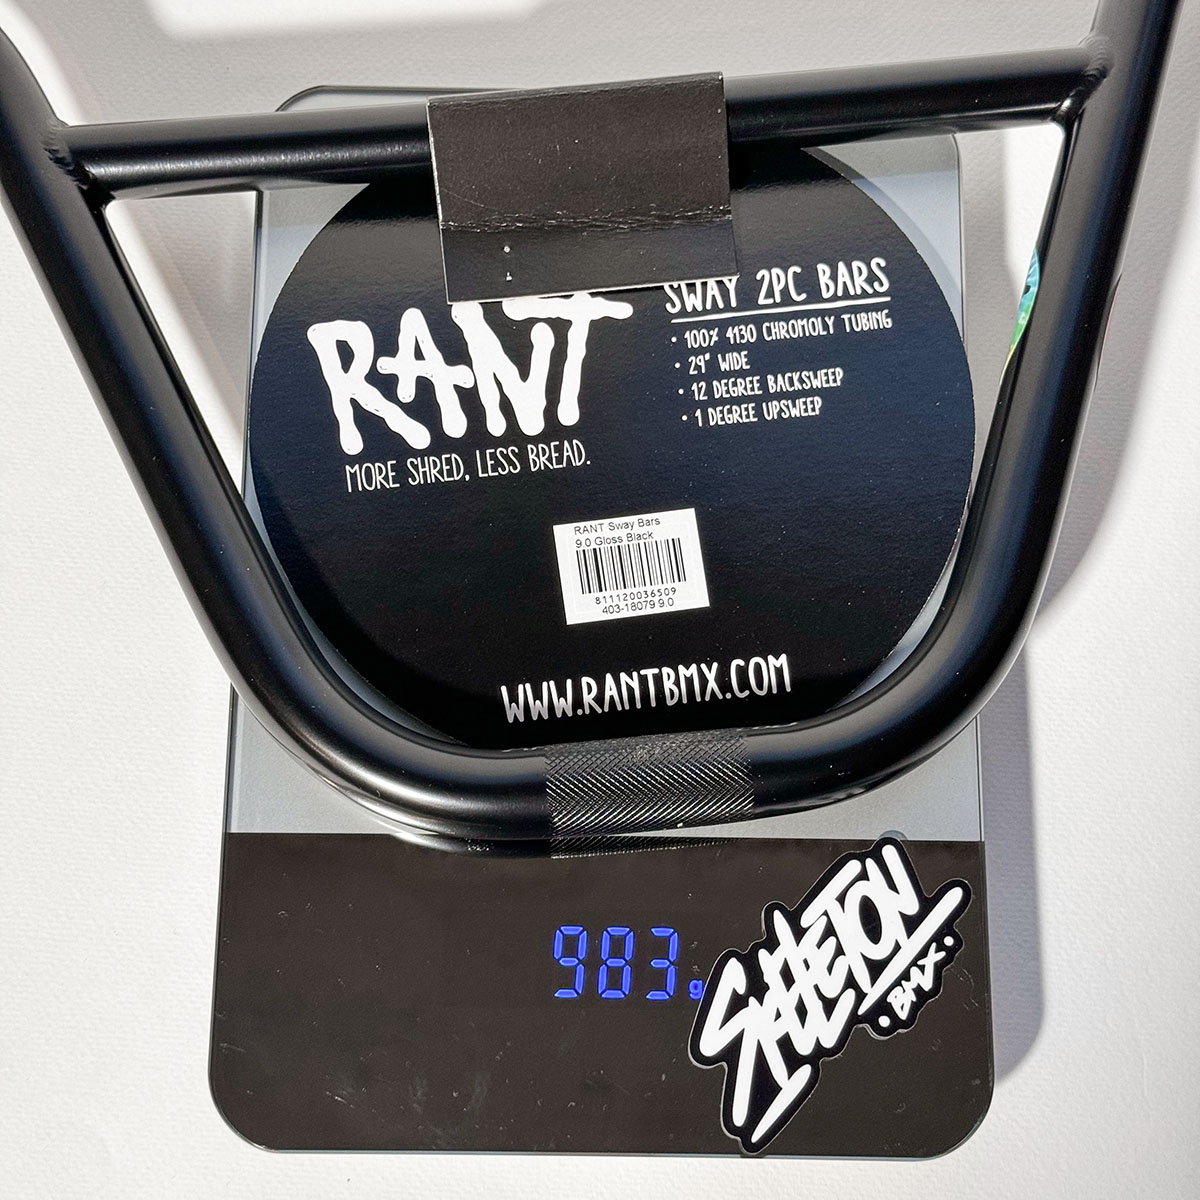 RANT
MORE SHRED, LESS BREAD.
SWAY 2PC BARS
• 100% 4130 CHROMOLY TUBING
• 29" WIDE
• 12 DEGREE BACKSWEEP
• 1 DEGREE UPSWEEP
RANT Sway Bars
9.0 Gloss Black
811120036509
403-18079 9.0
WWW.RANTBMX.COM
983g
SKELETON
•BMX•